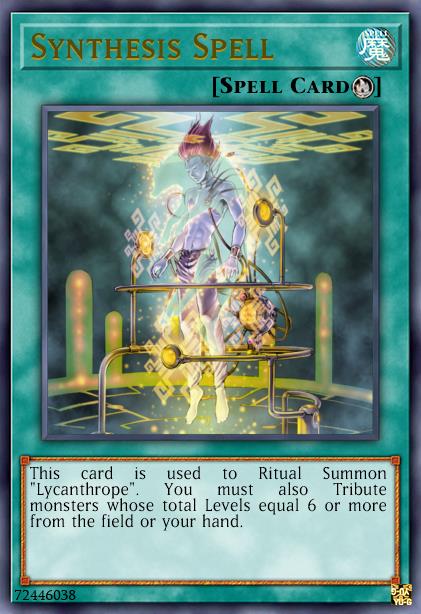 Synthesis Spell
SPELL
魔
[Spell Card]
This card is used to Ritual Summon
"Lycanthrope". You must also Tribute
monsters whose total Levels equal 6 or more
from the field or your hand.
72446038